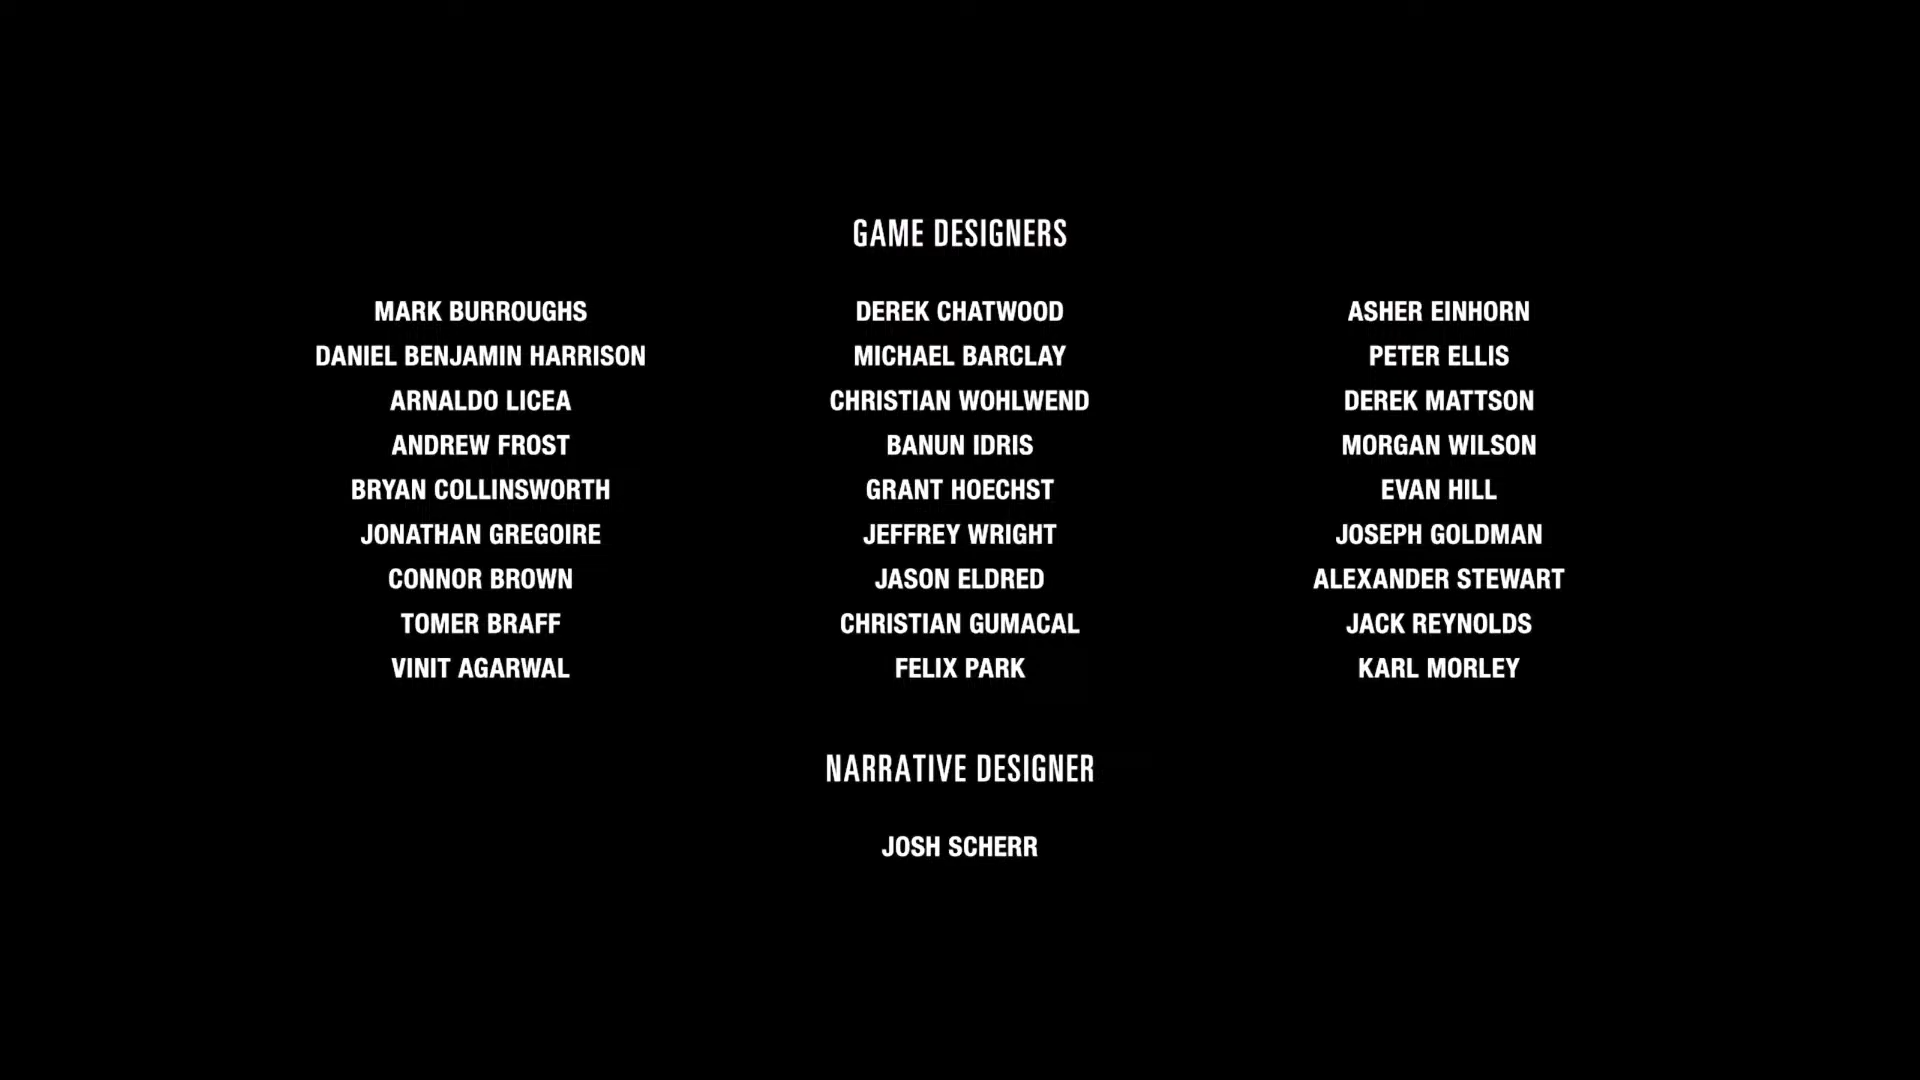 GAME DESIGNERS
MARK BURROUGHS DEREK CHATWOOD ASHER EINHORN
DANIEL BENJAMIN HARRISON MICHAEL BARCLAY PETER ELLIS
ARNALDO LICEA CHRISTIAN WOHLWEND DEREK MATTSON
ANDREW FROST BANUN IDRIS MORGAN WILSON
BRYAN COLLINSWORTH GRANT HOECHST EVAN HILL
JONATHAN GREGOIRE JEFFREY WRIGHT JOSEPH GOLDMAN
CONNOR BROWN JASON ELDRED ALEXANDER STEWART
TOMER BRAFF CHRISTIAN GUMACAL JACK REYNOLDS
VINIT AGARWAL FELIX PARK KARL MORLEY
NARRATIVE DESIGNER
JOSH SCHERR